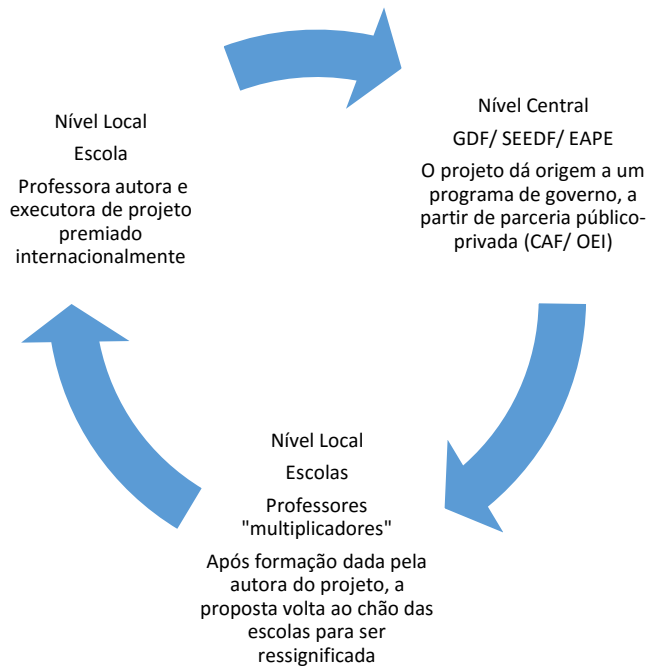 Nível Local
Escola
Professora autora e
executora de projeto
premiado
internacionalmente
Nível Central
GDF/ SEEDF/ EAPE
O projeto dá origem a um
programa de governo, a
partir de parceria público-
privada (CAF/ OEI)
Nível Local
Escolas
Professores
"multiplicadores"
Após formação dada pela
autora do projeto, a
proposta volta ao chão das
escolas para ser
ressignificada